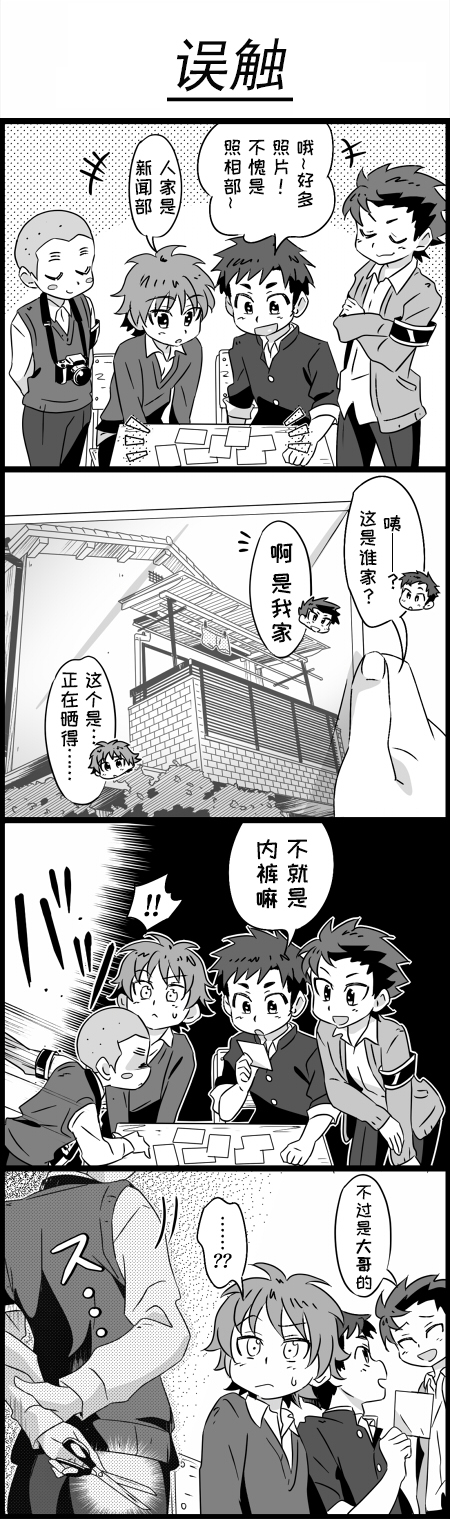 误触
哦~好多
照片！
不愧是
照相部~
人家是
新闻部
咦——？
这是谁家？
啊是我家
这个是…
正在晒得……
不就是
内裤嘛
!!
不过是大哥的
……??
ス…